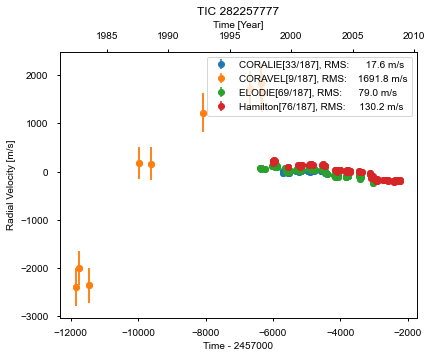 TIC 282257777
Time [Year]
1985 1990 1995 2000 2005 2010
CORALIE[33/187], RMS: 17.6 m/s
CORAVEL[9/187], RMS: 1691.8 m/s
ELODIE[69/187], RMS: 79.0 m/s
Hamilton[76/187], RMS: 130.2 m/s
Radial Velocity [m/s]
2000
1000
0
−1000
−2000
−3000
−12000 −10000 −8000 −6000 −4000 −2000
Time - 2457000